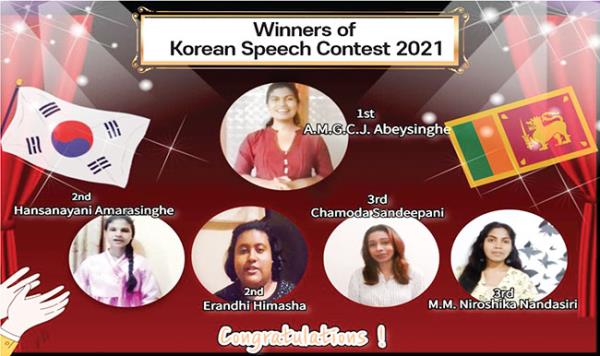 Winners of
Korean Speech Contest 2021
1st
A.M.G.C.J. Abeysinghe
2nd
Hansanayani Amarasinghe
3rd
Chamoda Sandeepani
2nd
Erandhi Himasha
3rd
M.M. Niroshika Nandasiri
Congratulations !